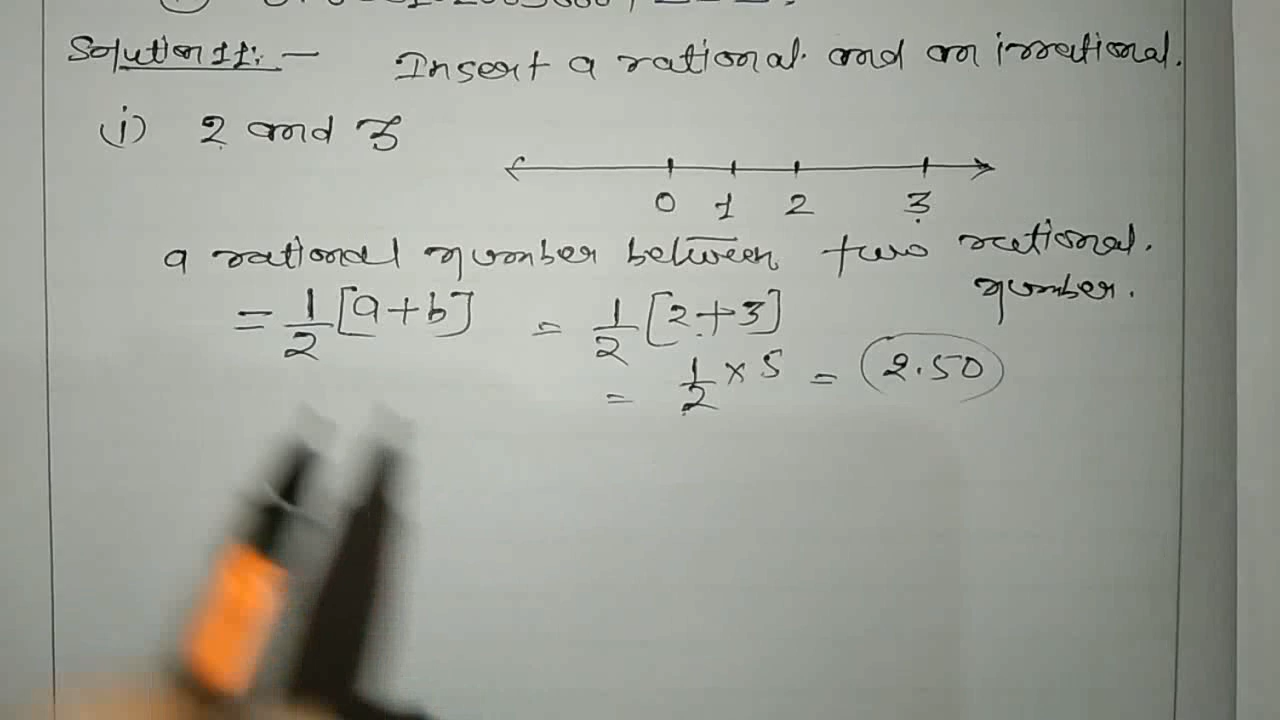 Solution 11:- Insert a rational and an irrational.
(i) 2 and 3
0 1 2 3
a rational number between two rational.
number.
= 1/2 [a+b] = 1/2 [2+3]
= 1/2 × 5 = 2.50